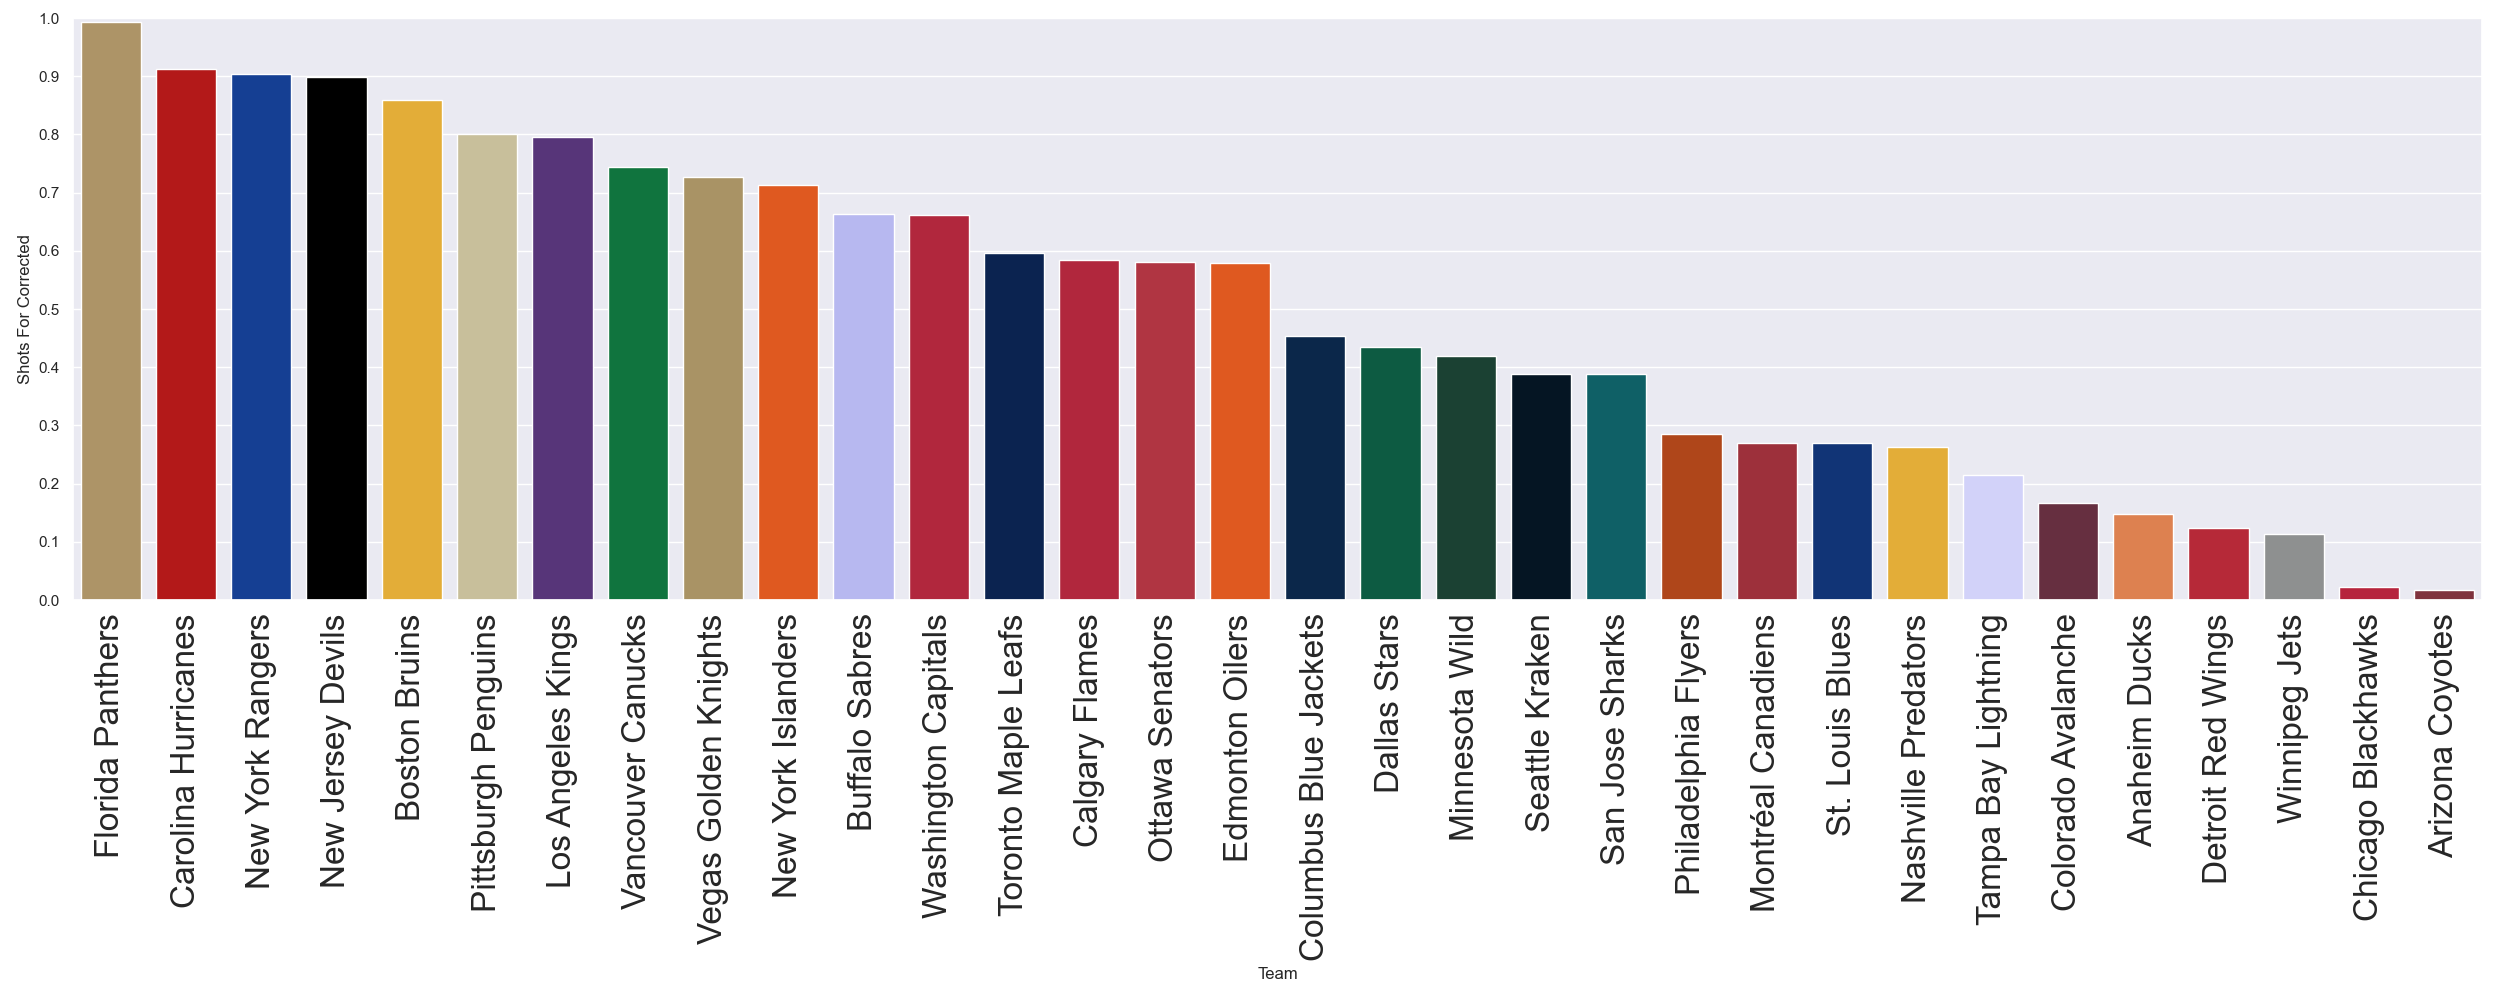 1.0
0.9
0.8
0.7
0.6
0.5
0.4
0.3
0.2
0.1
0.0
Shots For Corrected
Florida Panthers
Carolina Hurricanes
New York Rangers
New Jersey Devils
Boston Bruins
Pittsburgh Penguins
Los Angeles Kings
Vancouver Canucks
Vegas Golden Knights
New York Islanders
Buffalo Sabres
Washington Capitals
Toronto Maple Leafs
Calgary Flames
Ottawa Senators
Edmonton Oilers
Columbus Blue Jackets
Dallas Stars
Minnesota Wild
Seattle Kraken
San Jose Sharks
Philadelphia Flyers
Montréal Canadiens
St. Louis Blues
Nashville Predators
Tampa Bay Lightning
Colorado Avalanche
Anaheim Ducks
Detroit Red Wings
Winnipeg Jets
Chicago Blackhawks
Arizona Coyotes
Team